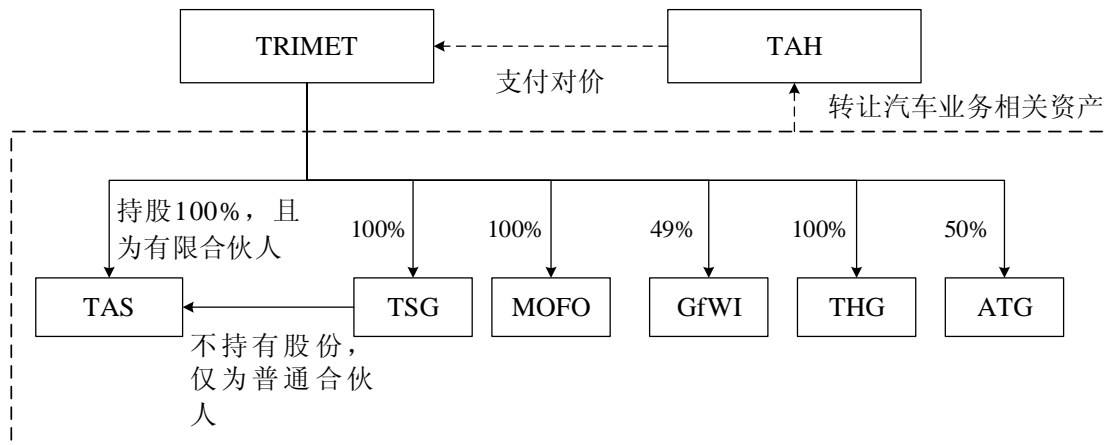 TRIMET
TAH
支付对价
转让汽车业务相关资产
持股100%，且
为有限合伙人
100%
100%
49%
100%
50%
TAS
TSG
MOFO
GfWI
THG
ATG
不持有股份，
仅为普通合伙
人